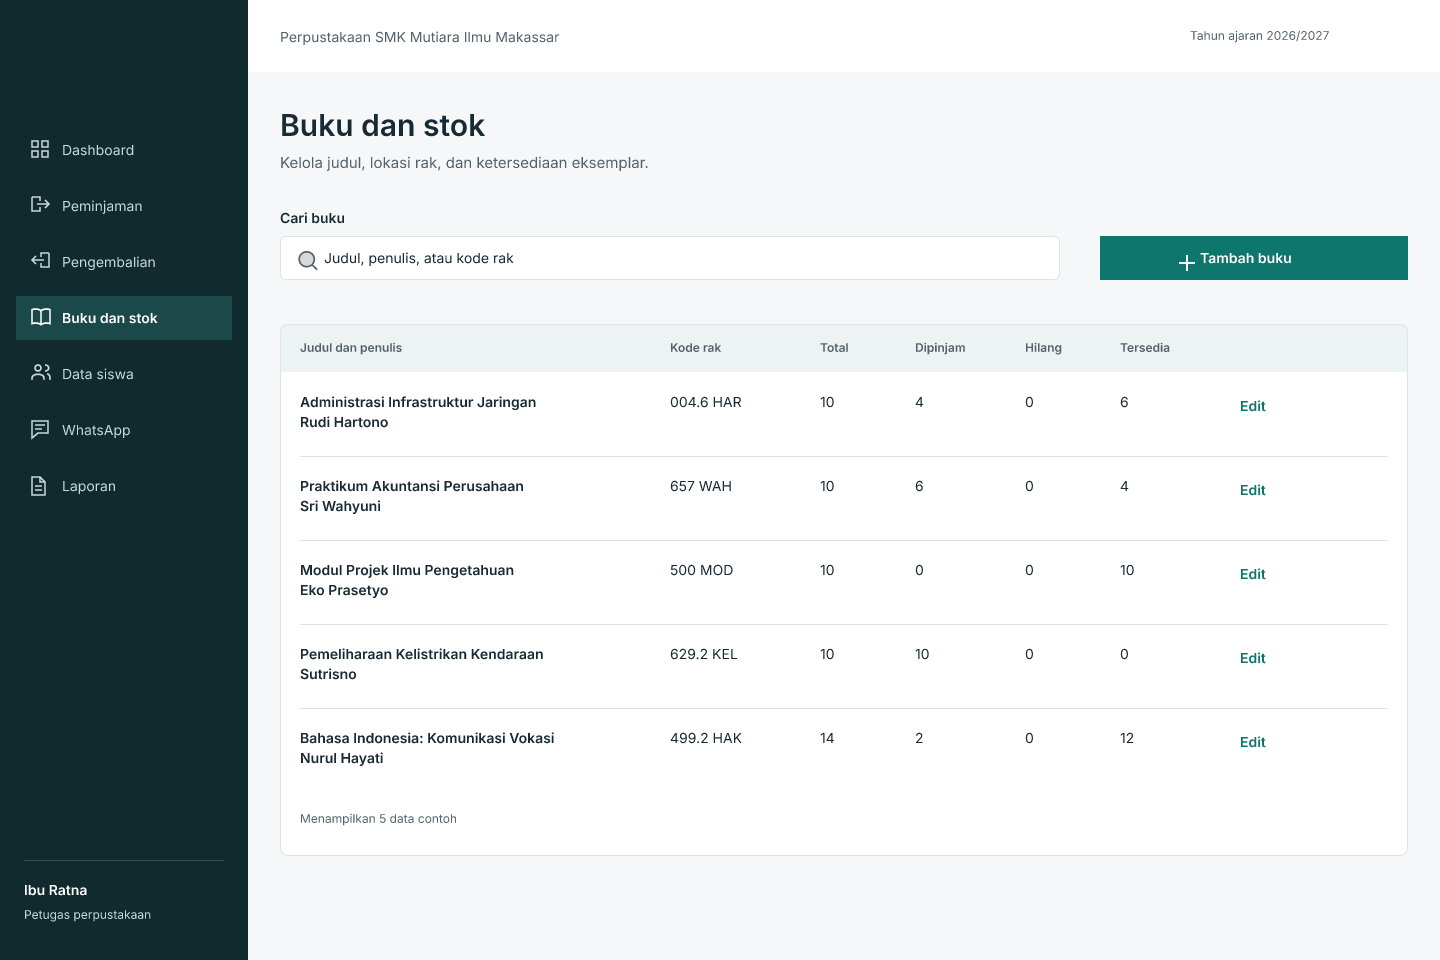 Perpustakaan SMK Mutiara Ilmu Makassar
Tahun ajaran 2026/2027
Dashboard
Peminjaman
Pengembalian
Buku dan stok
Data siswa
WhatsApp
Laporan
Ibu Ratna
Petugas perpustakaan
Buku dan stok
Kelola judul, lokasi rak, dan ketersediaan eksemplar.
Cari buku
Judul, penulis, atau kode rak
Tambah buku
Judul dan penulis Kode rak Total Dipinjam Hilang Tersedia
Administrasi Infrastruktur Jaringan 004.6 HAR 10 4 0 6 Edit
Rudi Hartono
Praktikum Akuntansi Perusahaan 657 WAH 10 6 0 4 Edit
Sri Wahyuni
Modul Projek Ilmu Pengetahuan 500 MOD 10 0 0 10 Edit
Eko Prasetyo
Pemeliharaan Kelistrikan Kendaraan 629.2 KEL 10 10 0 0 Edit
Sutrisno
Bahasa Indonesia: Komunikasi Vokasi 499.2 HAK 14 2 0 12 Edit
Nurul Hayati
Menampilkan 5 data contoh